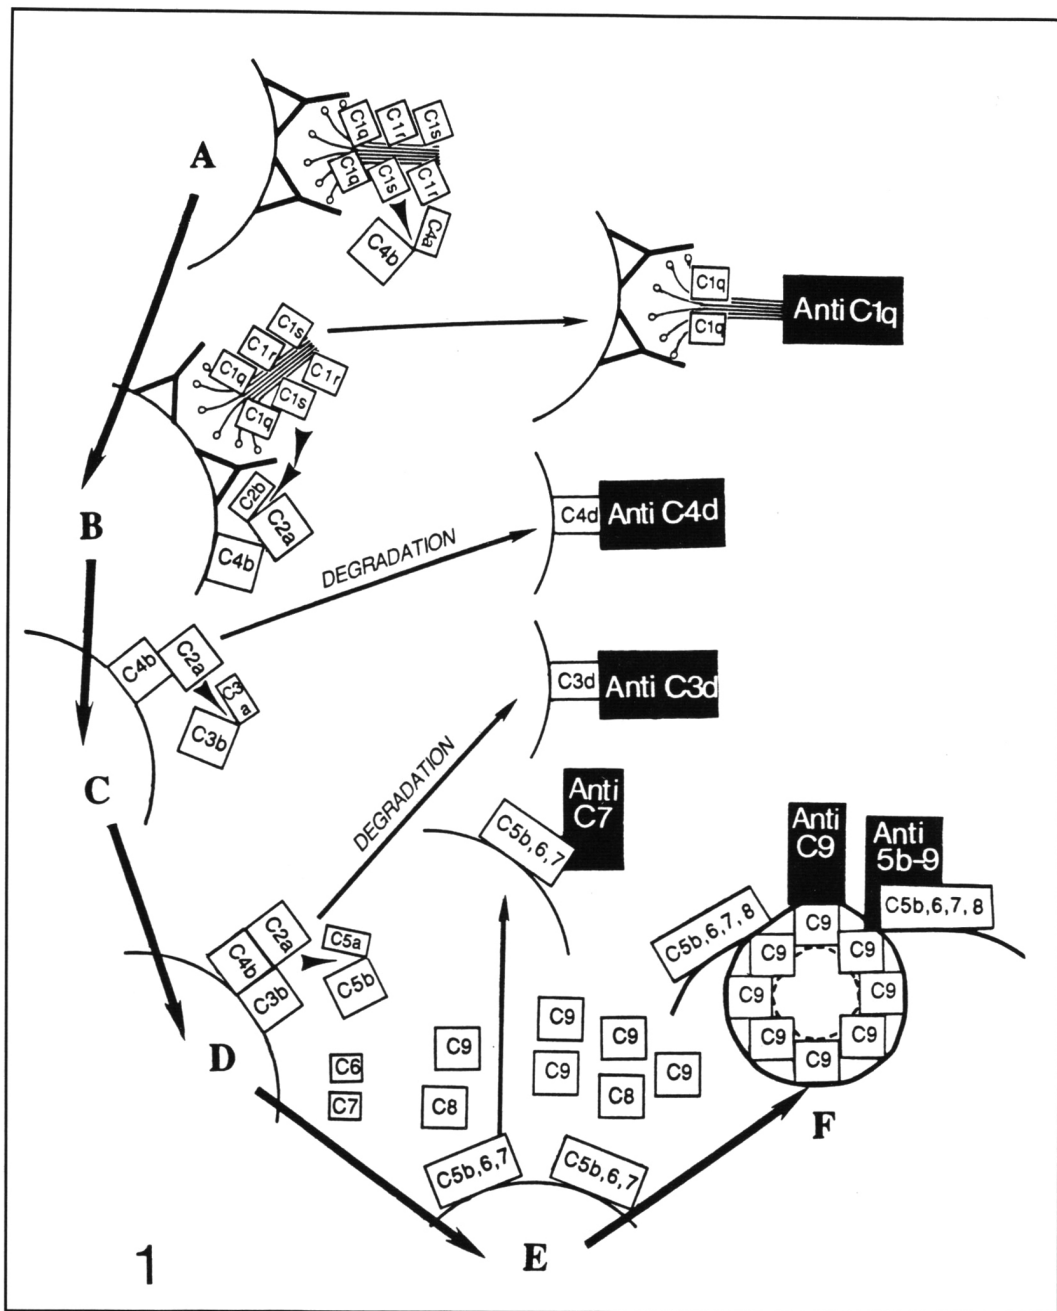 C1q
C1r
C1s
A
C1q
C1s
C1r
C4b
C4a
C1q
C1q
Anti C1q
C1s
C1r
C1r
C1q
C1s
C1q
C2b
C2a
B
C4b
C4d
Anti C4d
DEGRADATION
C4b
C2a
C3a
C3b
C3d
Anti C3d
C
DEGRADATION
Anti
C7
C5b,6,7
Anti
C9
Anti
5b-9
C5b,6,7,8
C5b,6,7,8
C2a
C4b
C3b
C5a
C5b
C9
C9
C9
C9
C9
C9
C9
C9
D
C6
C7
C9
C8
C9
C9
C9
C8
C9
F
C5b,6,7
C5b,6,7
E
1